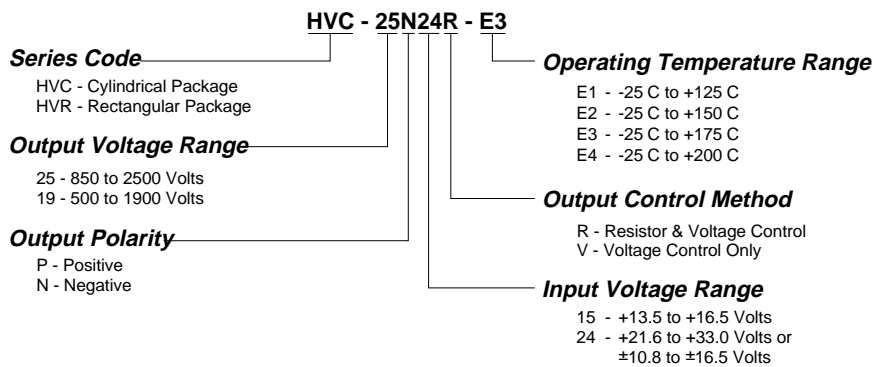 HVC - 25N24R - E3
Series Code
HVC - Cylindrical Package
HVR - Rectangular Package
Output Voltage Range
25 - 850 to 2500 Volts
19 - 500 to 1900 Volts
Output Polarity
P - Positive
N - Negative
Operating Temperature Range
E1 - -25 C to +125 C
E2 - -25 C to +150 C
E3 - -25 C to +175 C
E4 - -25 C to +200 C
Output Control Method
R - Resistor & Voltage Control
V - Voltage Control Only
Input Voltage Range
15 - +13.5 to +16.5 Volts
24 - +21.6 to +33.0 Volts or
±10.8 to ±16.5 Volts